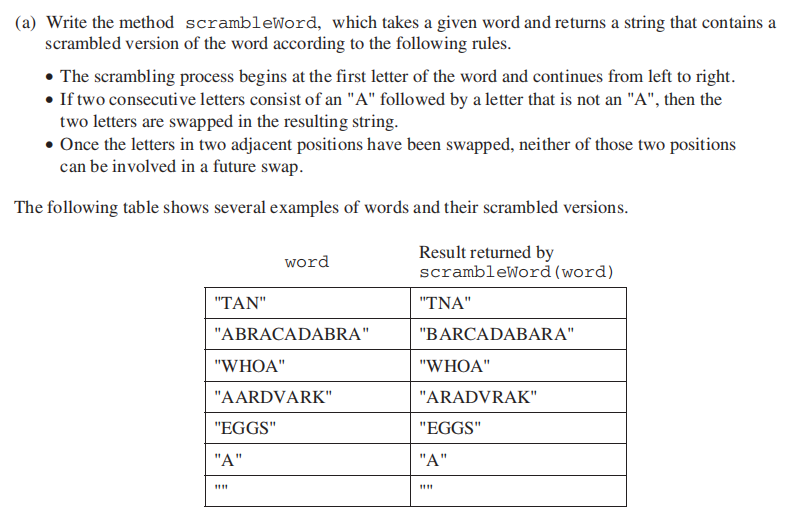 (a) Write the method scrambleWord, which takes a given word and returns a string that contains a
scrambled version of the word according to the following rules.
• The scrambling process begins at the first letter of the word and continues from left to right.
• If two consecutive letters consist of an "A" followed by a letter that is not an "A", then the
two letters are swapped in the resulting string.
• Once the letters in two adjacent positions have been swapped, neither of those two positions
can be involved in a future swap.
The following table shows several examples of words and their scrambled versions.
word
Result returned by
scrambleWord(word)
"TAN" "TNA"
"ABRACADABRA" "BARCADABARA"
"WHOA" "WHOA"
"AARDVARK" "ARADVRAK"
"EGGS" "EGGS"
"A" "A"
"" ""